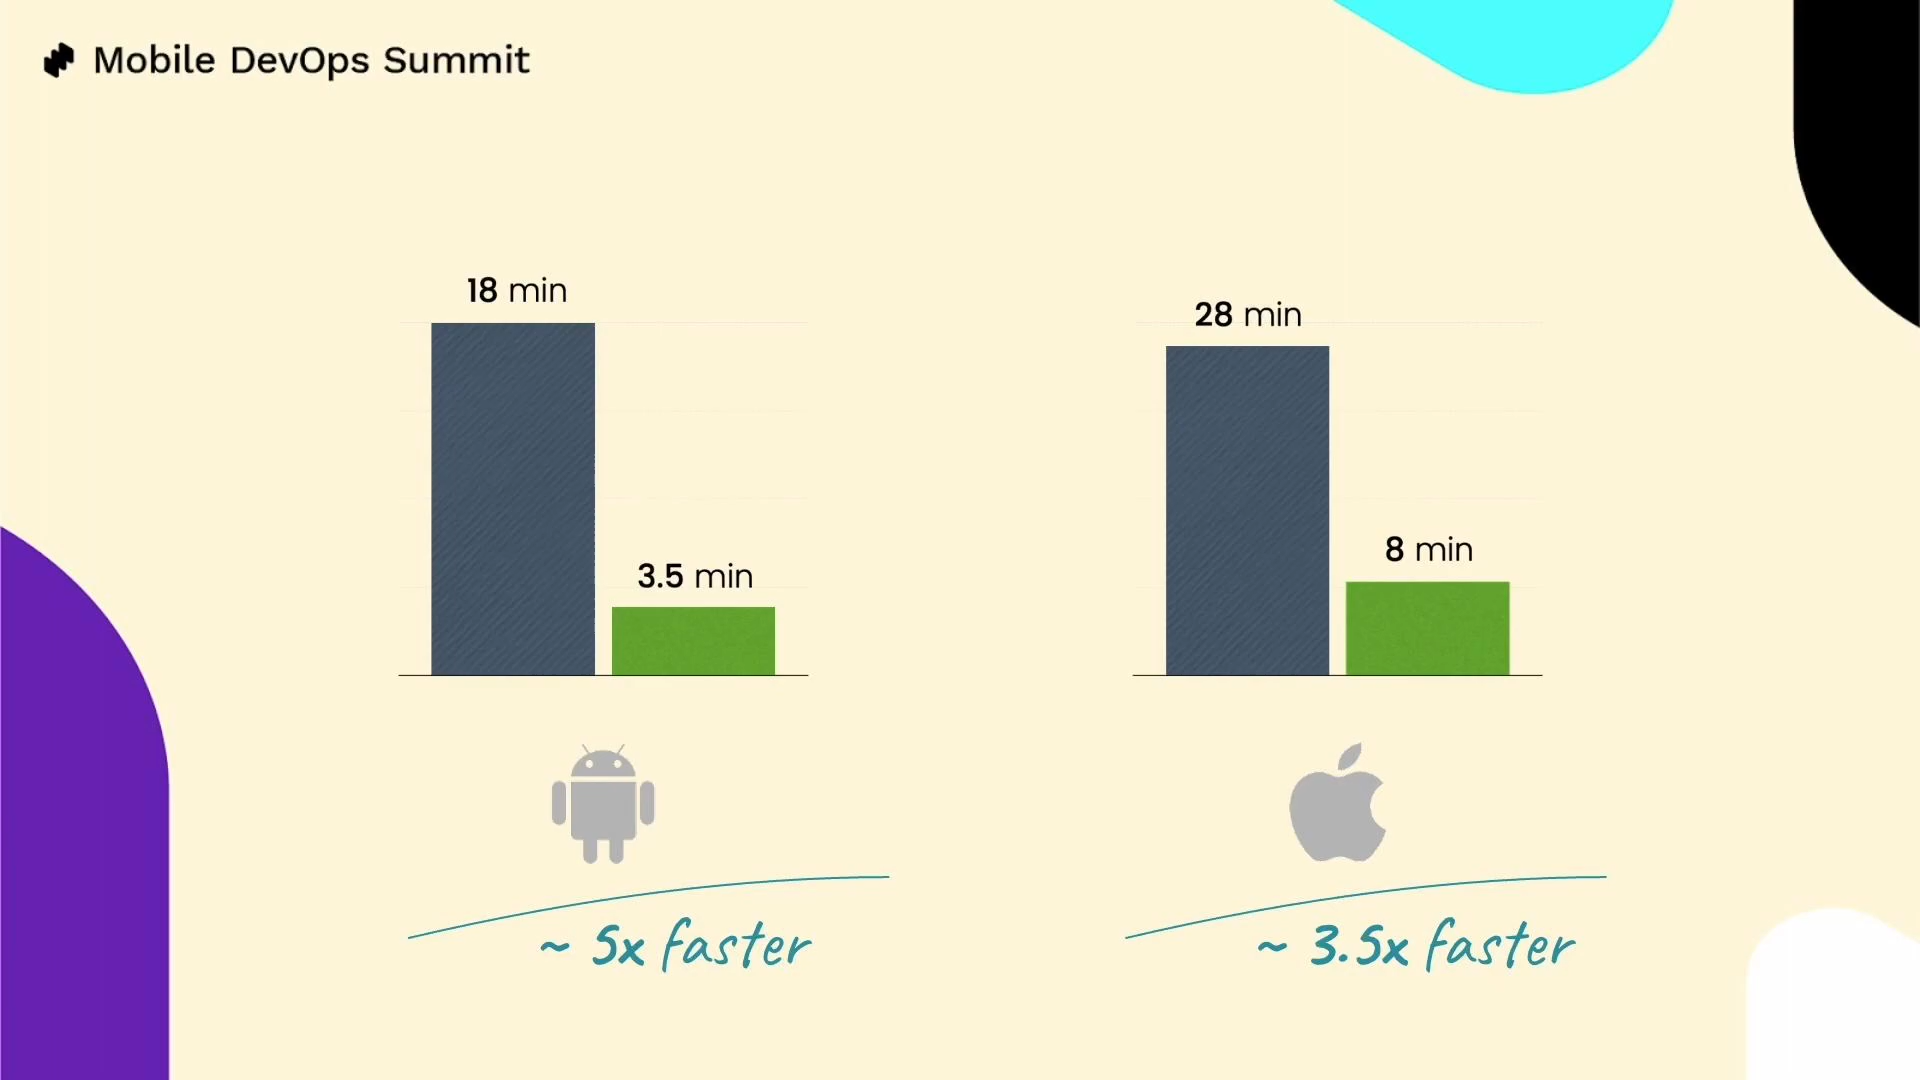 Mobile DevOps Summit
18 min
3.5 min
28 min
8 min
~ 5x faster
~ 3.5x faster